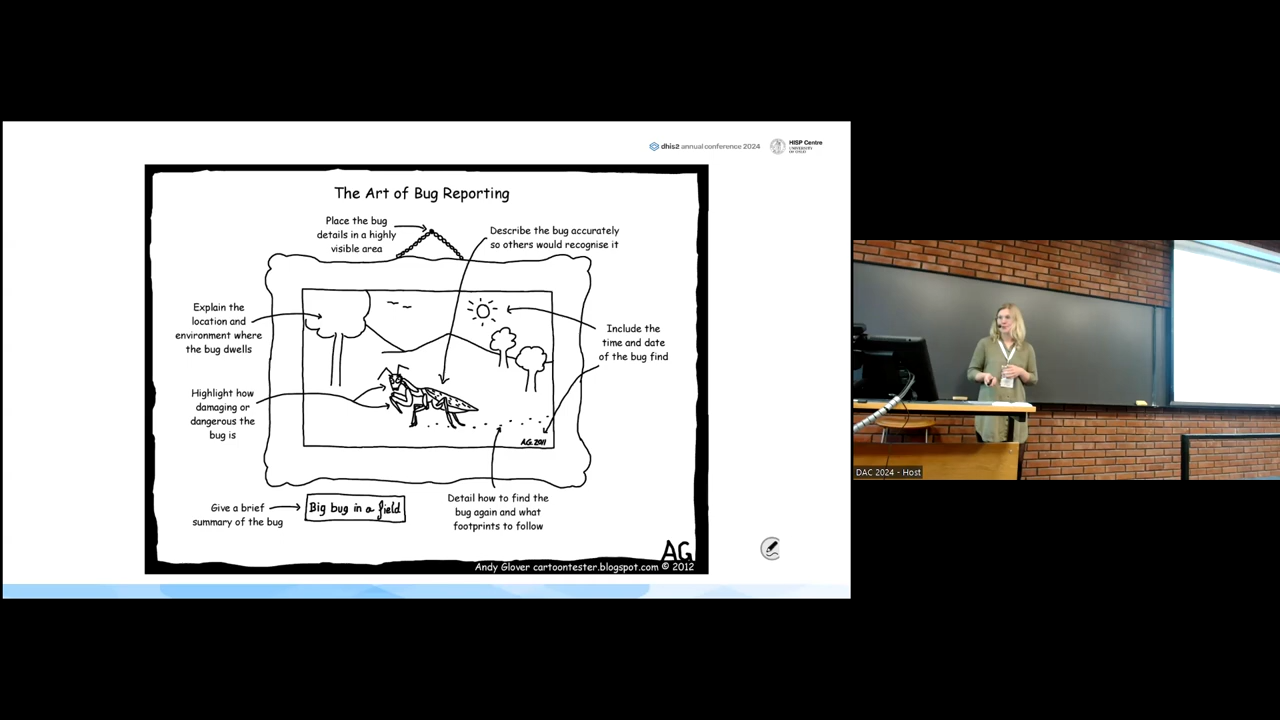 dhis2 annual conference 2024
HISP Centre
UNIVERSITY
OF OSLO
The Art of Bug Reporting
Place the bug
details in a highly
visible area
Describe the bug accurately
so others would recognise it
Explain the
location and
environment where
the bug dwells
Include the
time and date
of the bug find
Highlight how
damaging or
dangerous the
bug is
A.G. 2011
Give a brief
summary of the bug
Big bug in a field
Detail how to find the
bug again and what
footprints to follow
AG
Andy Glover cartoontester.blogspot.com © 2012
DAC 2024 - Host